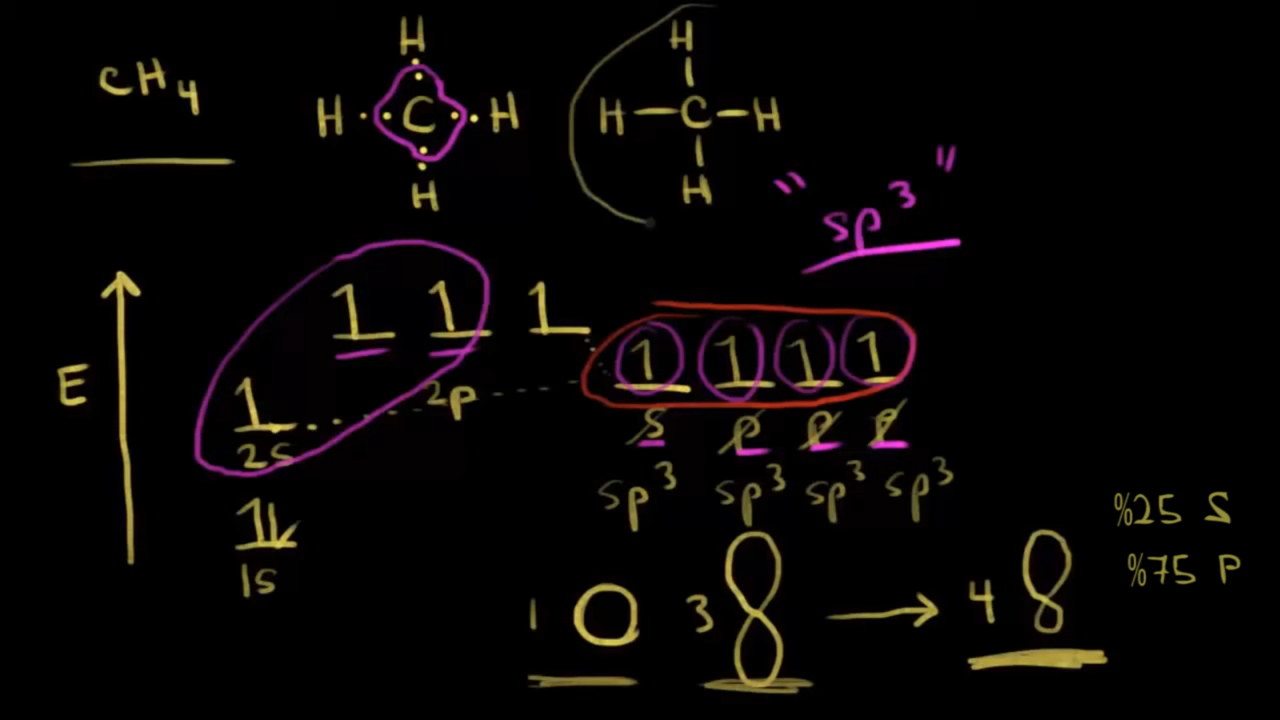 CH4
H
H · · C · · H
H
H
H — C — H
H
" sp³ "
E
1 1 1
1 1 1 1
1
2p
2s
s p p p
sp³ sp³ sp³ sp³
1s
%25 S
%75 P
1 3 → 4